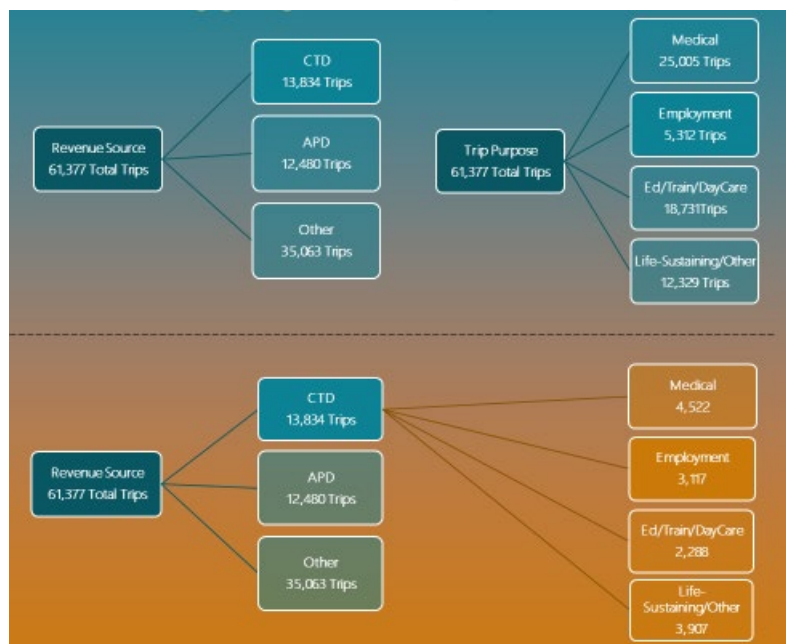 Revenue Source
61,377 Total Trips
CTD
13,834 Trips
APD
12,480 Trips
Other
35,063 Trips
Trip Purpose
61,377 Total Trips
Medical
25,005 Trips
Employment
5,312 Trips
Ed/Train/DayCare
18,731Trips
Life-Sustaining/Other
12,329 Trips
Revenue Source
61,377 Total Trips
CTD
13,834 Trips
APD
12,480 Trips
Other
35,063 Trips
Medical
4,522
Employment
3,117
Ed/Train/DayCare
2,288
Life-
Sustaining/Other
3,907